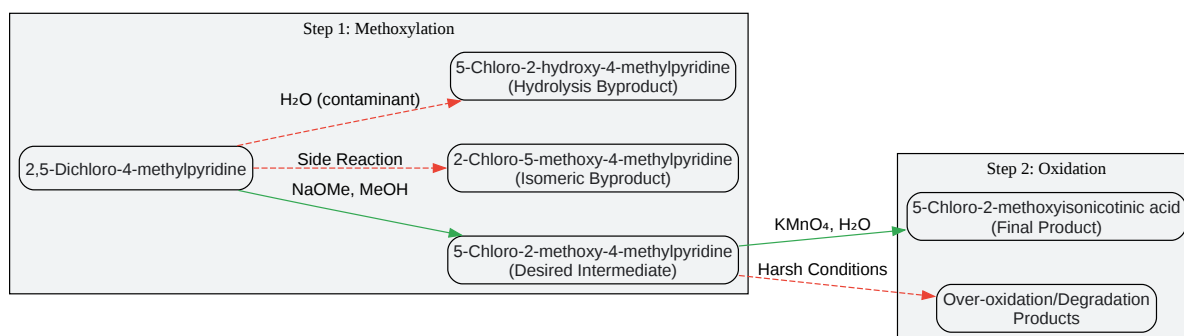 Step 1: Methoxylation
5-Chloro-2-hydroxy-4-methylpyridine
(Hydrolysis Byproduct)
H₂O (contaminant)
2,5-Dichloro-4-methylpyridine
Side Reaction
2-Chloro-5-methoxy-4-methylpyridine
(Isomeric Byproduct)
NaOMe, MeOH
5-Chloro-2-methoxy-4-methylpyridine
(Desired Intermediate)
Step 2: Oxidation
KMnO₄, H₂O
5-Chloro-2-methoxyisonicotinic acid
(Final Product)
Harsh Conditions
Over-oxidation/Degradation
Products